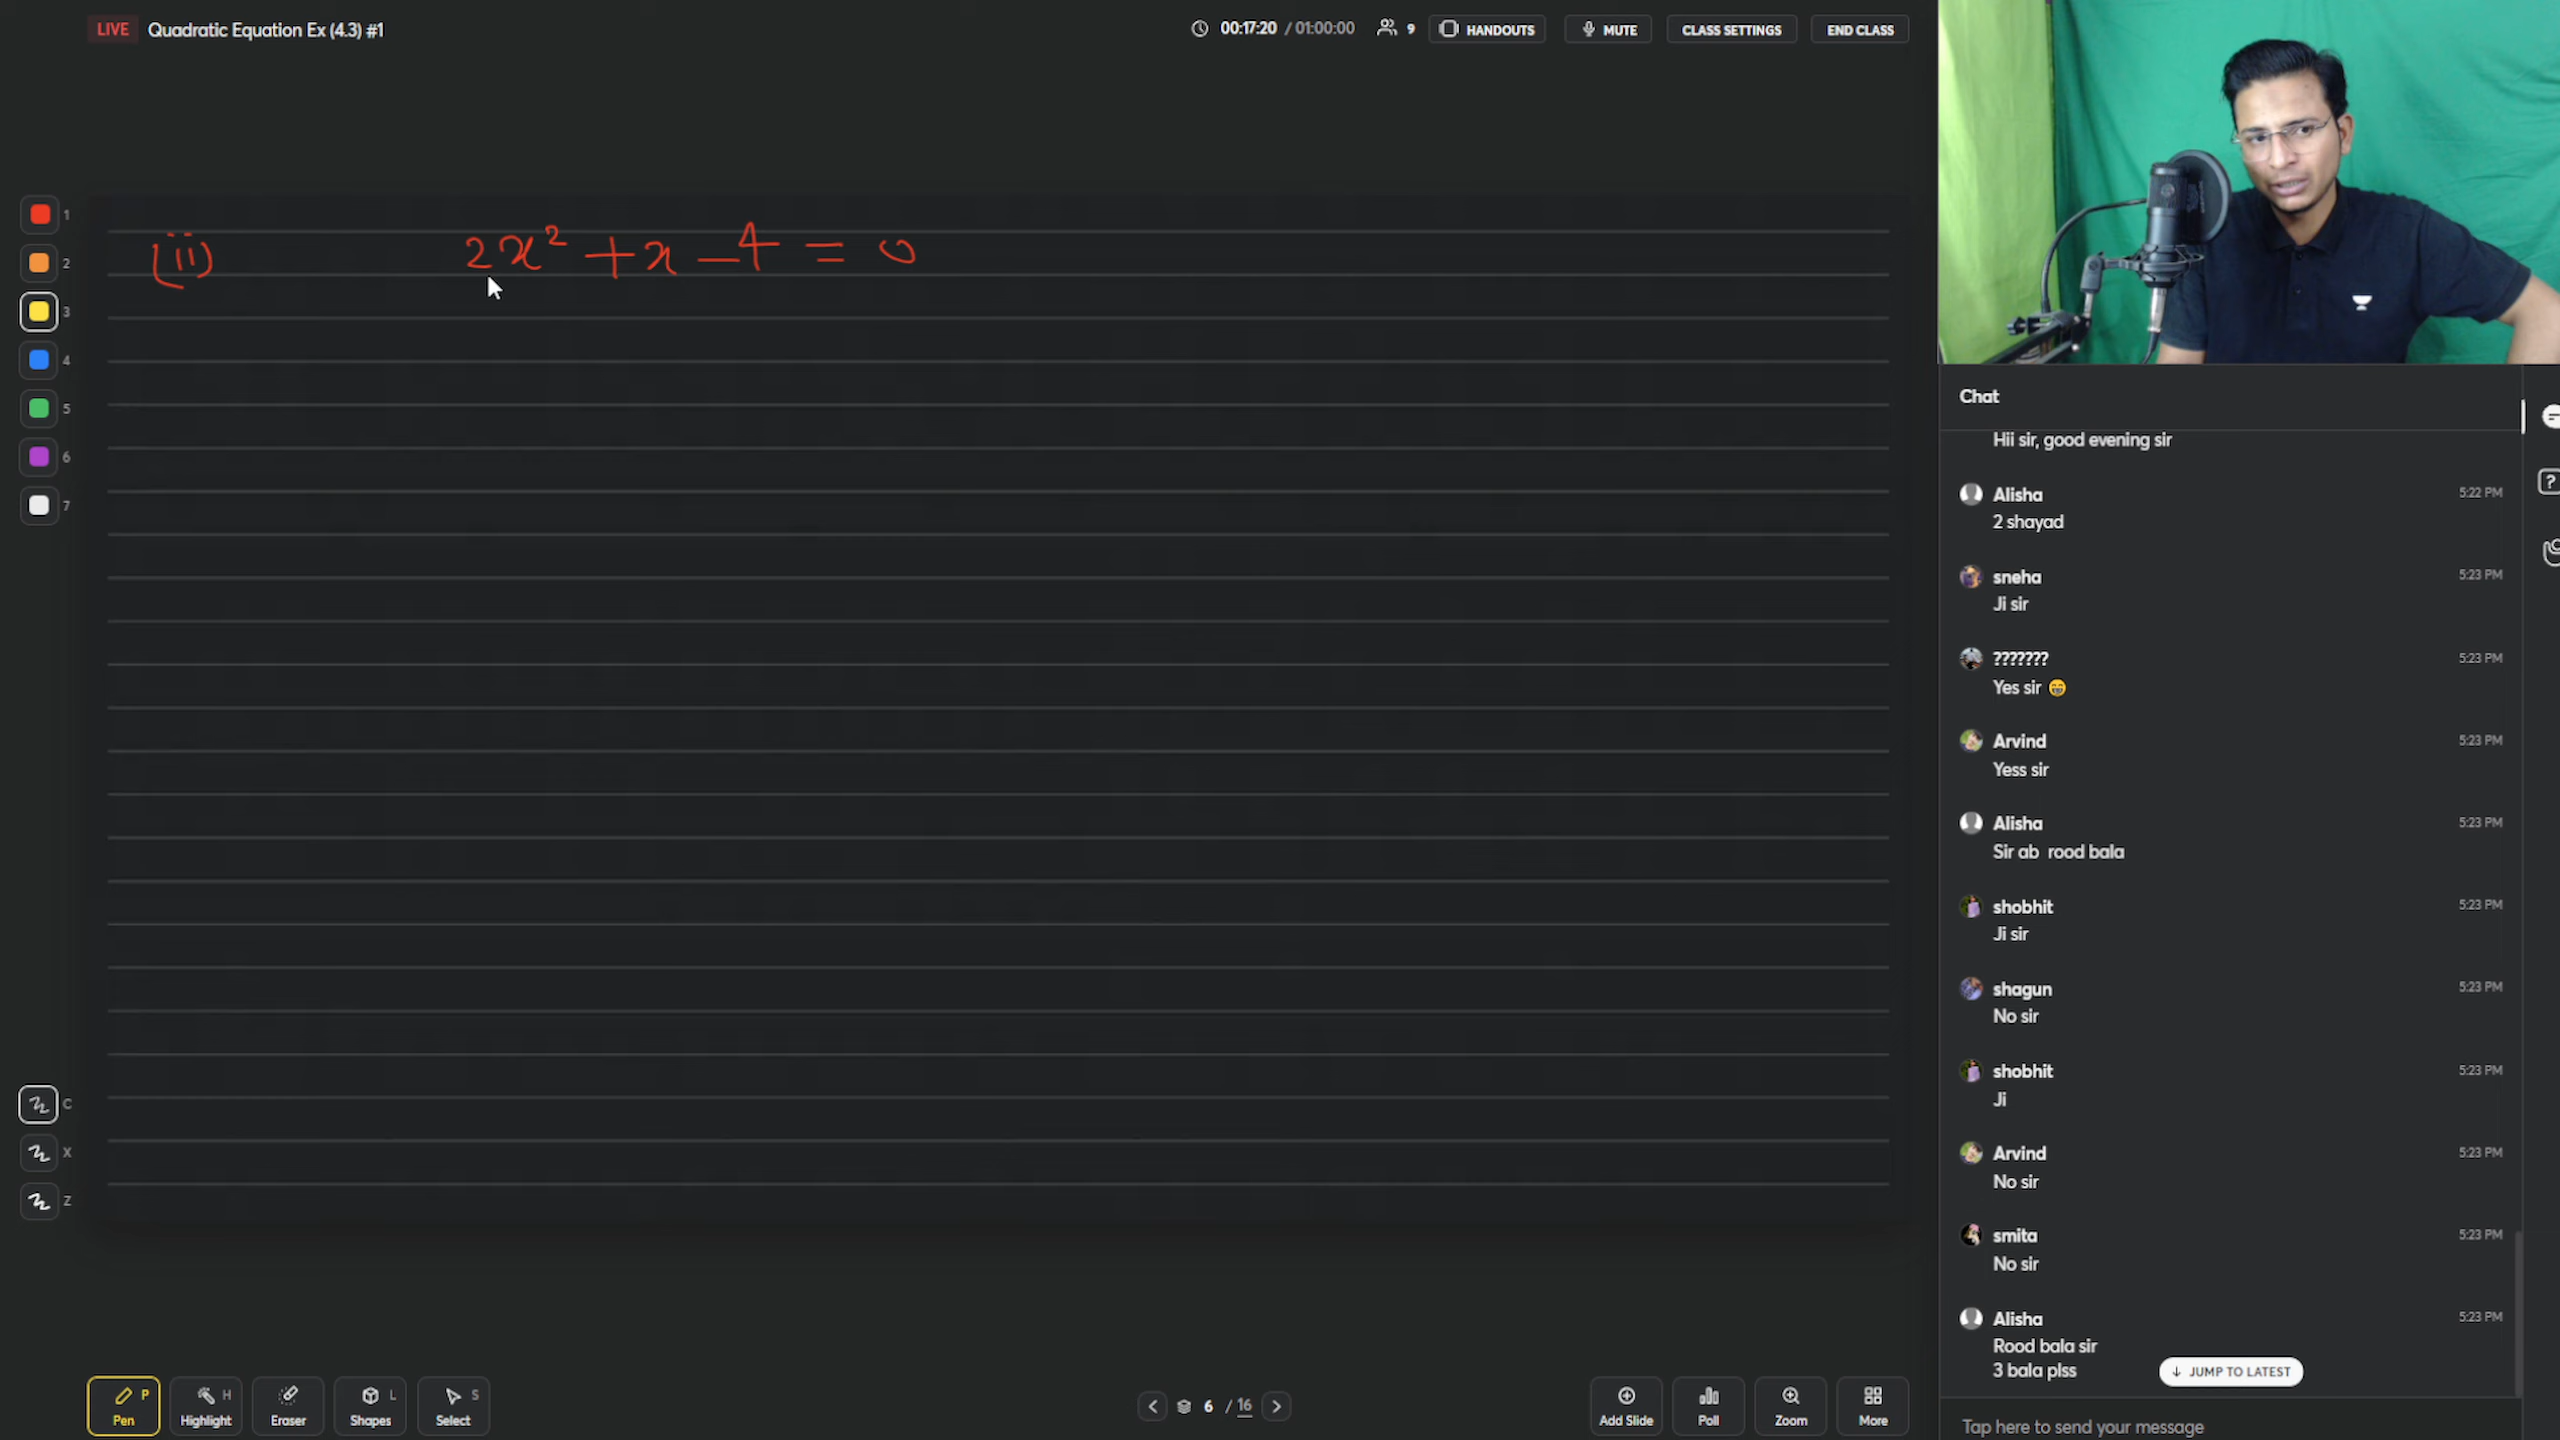 LIVE Quadratic Equation Ex (4.3) #1
00:17:20 / 01:00:00 9 HANDOUTS MUTE CLASS SETTINGS END CLASS
(ii) 2x² + x - 4 = 0
1
2
3
4
5
6
7
C
X
Z
P
Pen
H
Highlight
Eraser
L
Shapes
S
Select
6 / 16
Add Slide
Poll
Zoom
More
Chat
Hii sir, good evening sir
Alisha 5:22 PM
2 shayad
sneha 5:23 PM
Ji sir
??????? 5:23 PM
Yes sir 😁
Arvind 5:23 PM
Yess sir
Alisha 5:23 PM
Sir ab rood bala
shobhit 5:23 PM
Ji sir
shagun 5:23 PM
No sir
shobhit 5:23 PM
Ji
Arvind 5:23 PM
No sir
smita 5:23 PM
No sir
Alisha 5:23 PM
Rood bala sir
3 bala plss
↓ JUMP TO LATEST
Tap here to send your message